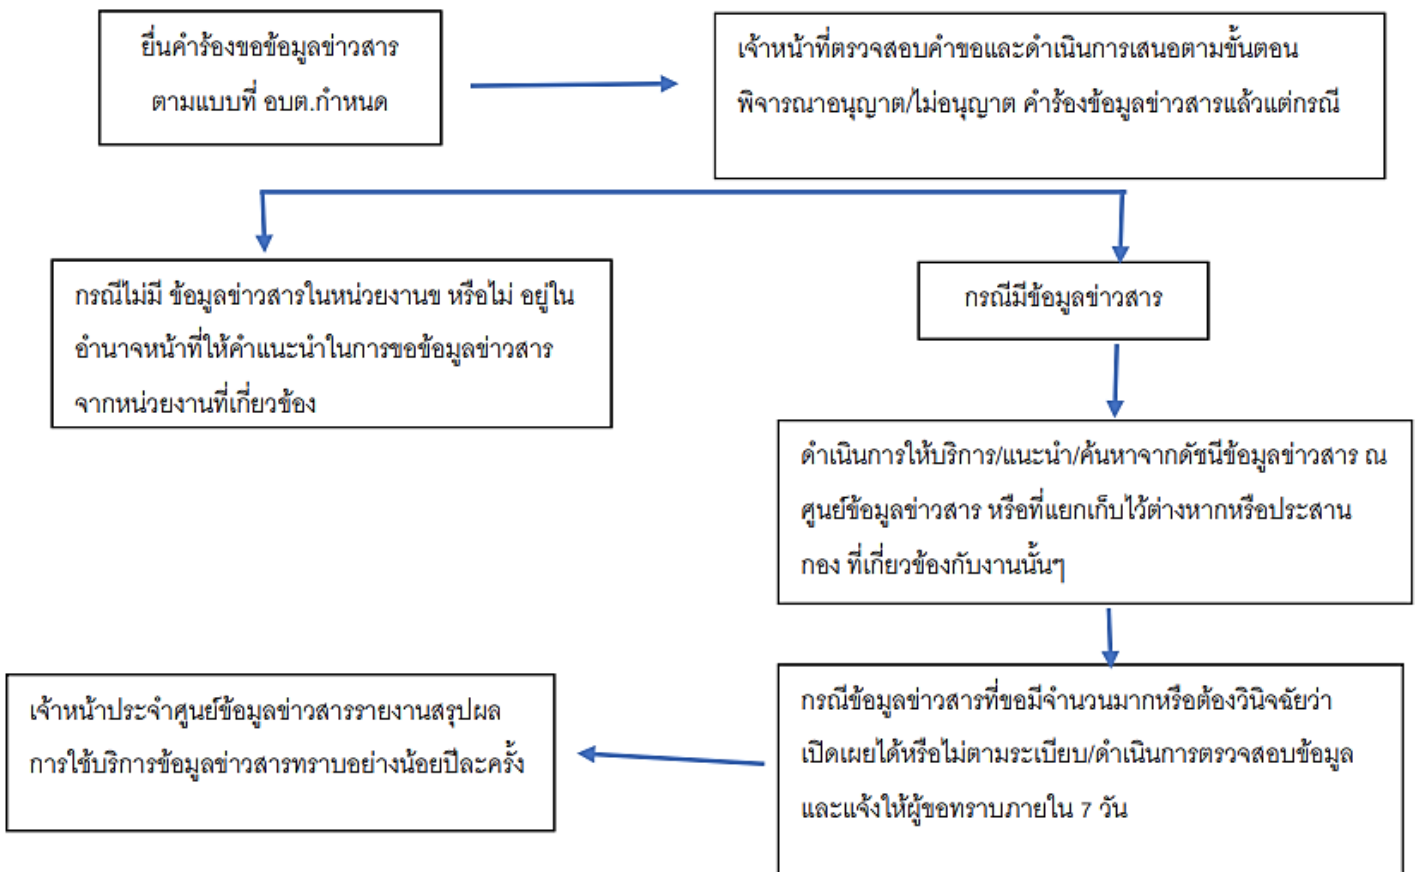 ยื่นคำร้องขอข้อมูลข่าวสาร
ตามแบบที่ อบต.กำหนด
เจ้าหน้าที่ตรวจสอบคำขอและดำเนินการเสนอตามขั้นตอน
พิจารณาอนุญาต/ไม่อนุญาต คำร้องข้อมูลข่าวสารแล้วแต่กรณี
กรณีไม่มี ข้อมูลข่าวสารในหน่วยงานข หรือไม่ อยู่ใน
อำนาจหน้าที่ให้คำแนะนำในการขอข้อมูลข่าวสาร
จากหน่วยงานที่เกี่ยวข้อง
กรณีมีข้อมูลข่าวสาร
ดำเนินการให้บริการ/แนะนำ/ค้นหาจากดัชนีข้อมูลข่าวสาร ณ
ศูนย์ข้อมูลข่าวสาร หรือที่แยกเก็บไว้ต่างหากหรือประสาน
กอง ที่เกี่ยวข้องกับงานนั้นๆ
กรณีข้อมูลข่าวสารที่ขอมีจำนวนมากหรือต้องวินิจฉัยว่า
เปิดเผยได้หรือไม่ตามระเบียบ/ดำเนินการตรวจสอบข้อมูล
และแจ้งให้ผู้ขอทราบภายใน 7 วัน
เจ้าหน้าประจำศูนย์ข้อมูลข่าวสารรายงานสรุปผล
การใช้บริการข้อมูลข่าวสารทราบอย่างน้อยปีละครั้ง